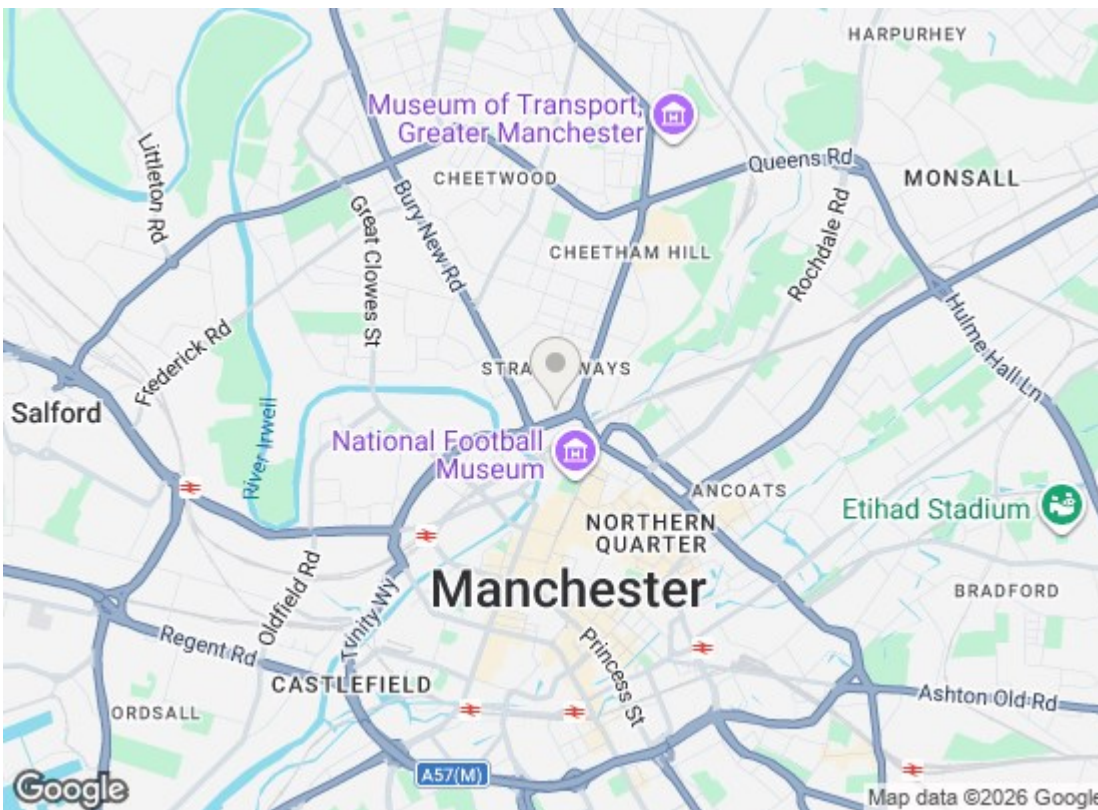 HARPURHEY
Museum of Transport,
Greater Manchester
Littleton Rd
CHEETWOOD
Queens Rd
MONSALL
Bury New Rd
Great Clowes St
Rochdale Rd
CHEETHAM HILL
Frederick Rd
Hulme Hall Ln
Salford
River Irwell
National Football
Museum
ANCOATS
Etihad Stadium
NORTHERN
QUARTER
Manchester
BRADFORD
Oldfield Rd
Trinity Wy
Regent Rd
Princess St
CASTLEFIELD
Ashton Old Rd
ORDSALL
A57(M)
Google
Map data ©2026 Google